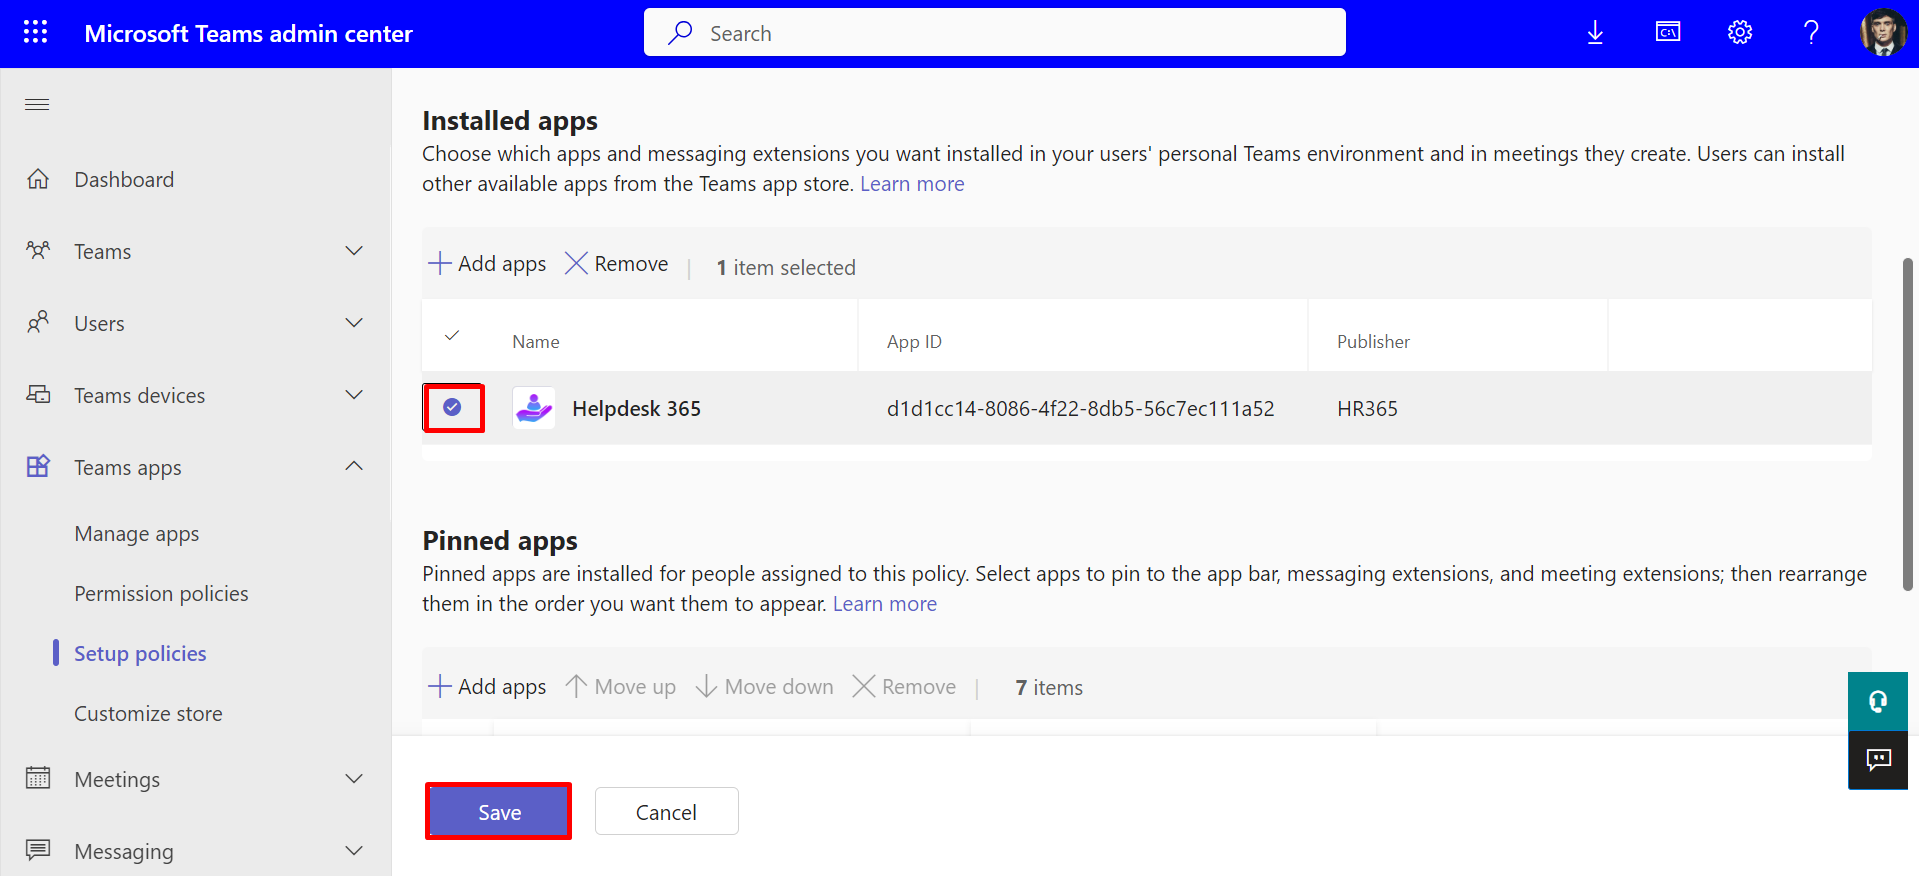 Microsoft Teams admin center
Search
C:\
Dashboard
Teams
Users
Teams devices
Teams apps
Manage apps
Permission policies
Setup policies
Customize store
Meetings
Messaging
Installed apps
Choose which apps and messaging extensions you want installed in your users' personal Teams environment and in meetings they create. Users can install
other available apps from the Teams app store. Learn more
Add apps Remove | 1 item selected
Name App ID Publisher
Helpdesk 365 d1d1cc14-8086-4f22-8db5-56c7ec111a52 HR365
Pinned apps
Pinned apps are installed for people assigned to this policy. Select apps to pin to the app bar, messaging extensions, and meeting extensions; then rearrange
them in the order you want them to appear. Learn more
Add apps Move up Move down Remove | 7 items
Save Cancel